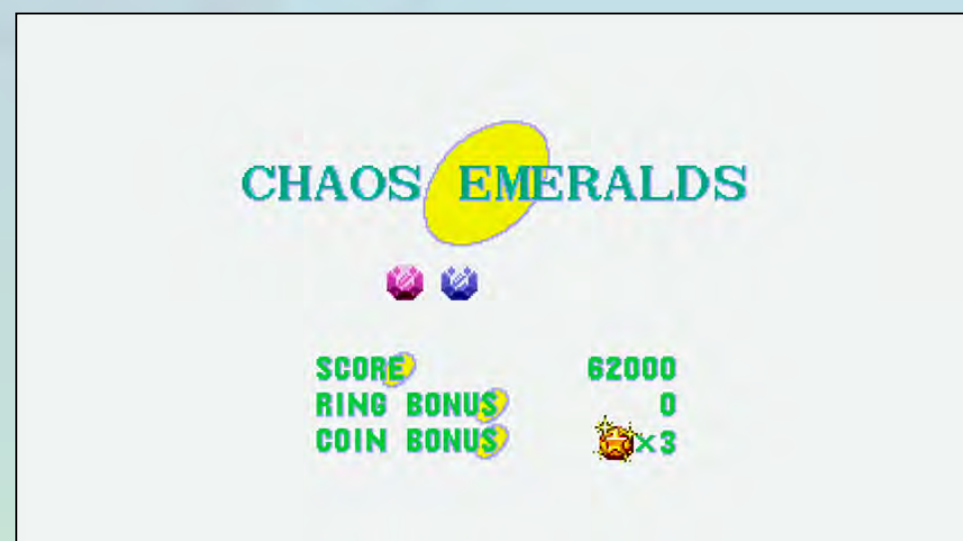 CHAOS EMERALDS
SCORE 62000
RING BONUS 0
COIN BONUS ×3